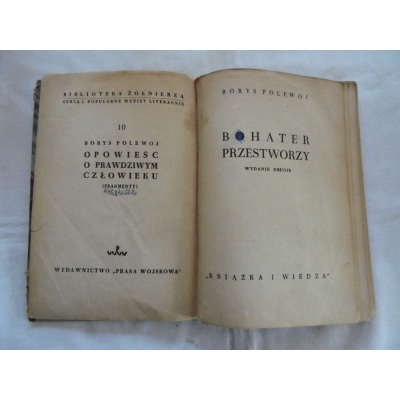 BIBLIOTEKA ŻOŁNIERZA
SERIA I POPULARNE WYPISY LITERACKIE
10
BORYS POLEWOJ
OPOWIEŚĆ
O PRAWDZIWYM
CZŁOWIEKU
(FRAGMENTY)
WYDAWNICTWO „PRASA WOJSKOWA"
BORYS POLEWOJ
BOHATER
PRZESTWORZY
WYDANIE DRUGIE
„KSIĄŻKA I WIEDZA"